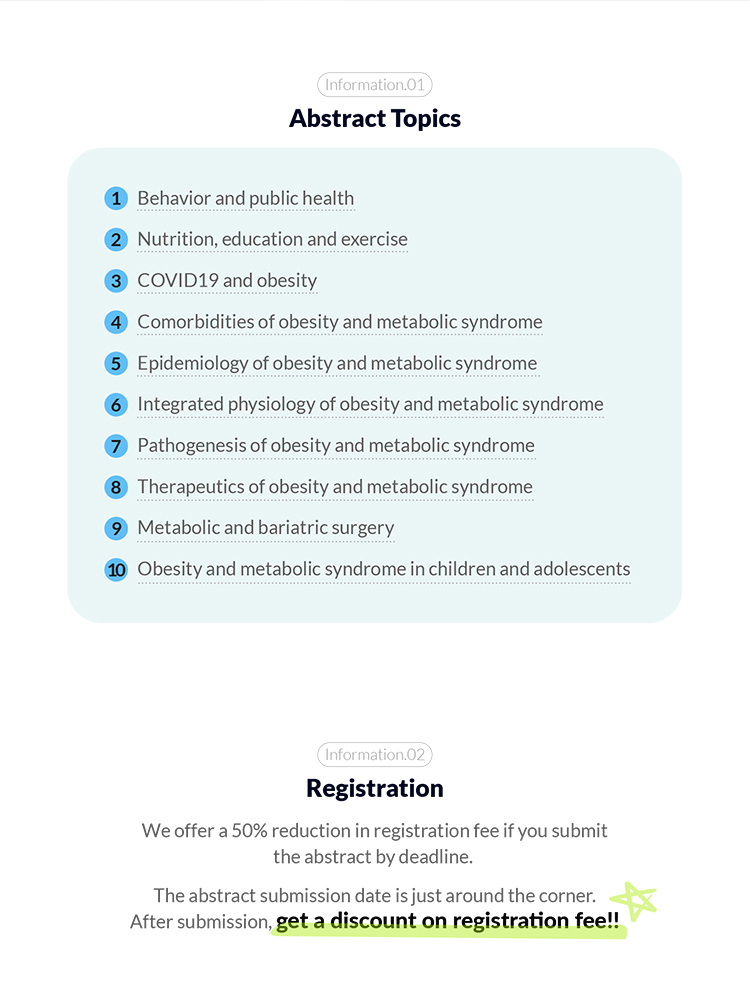 Information.01
Abstract Topics
1 Behavior and public health
2 Nutrition, education and exercise
3 COVID19 and obesity
4 Comorbidities of obesity and metabolic syndrome
5 Epidemiology of obesity and metabolic syndrome
6 Integrated physiology of obesity and metabolic syndrome
7 Pathogenesis of obesity and metabolic syndrome
8 Therapeutics of obesity and metabolic syndrome
9 Metabolic and bariatric surgery
10 Obesity and metabolic syndrome in children and adolescents
Information.02
Registration
We offer a 50% reduction in registration fee if you submit
the abstract by deadline.
The abstract submission date is just around the corner.
After submission, get a discount on registration fee!!